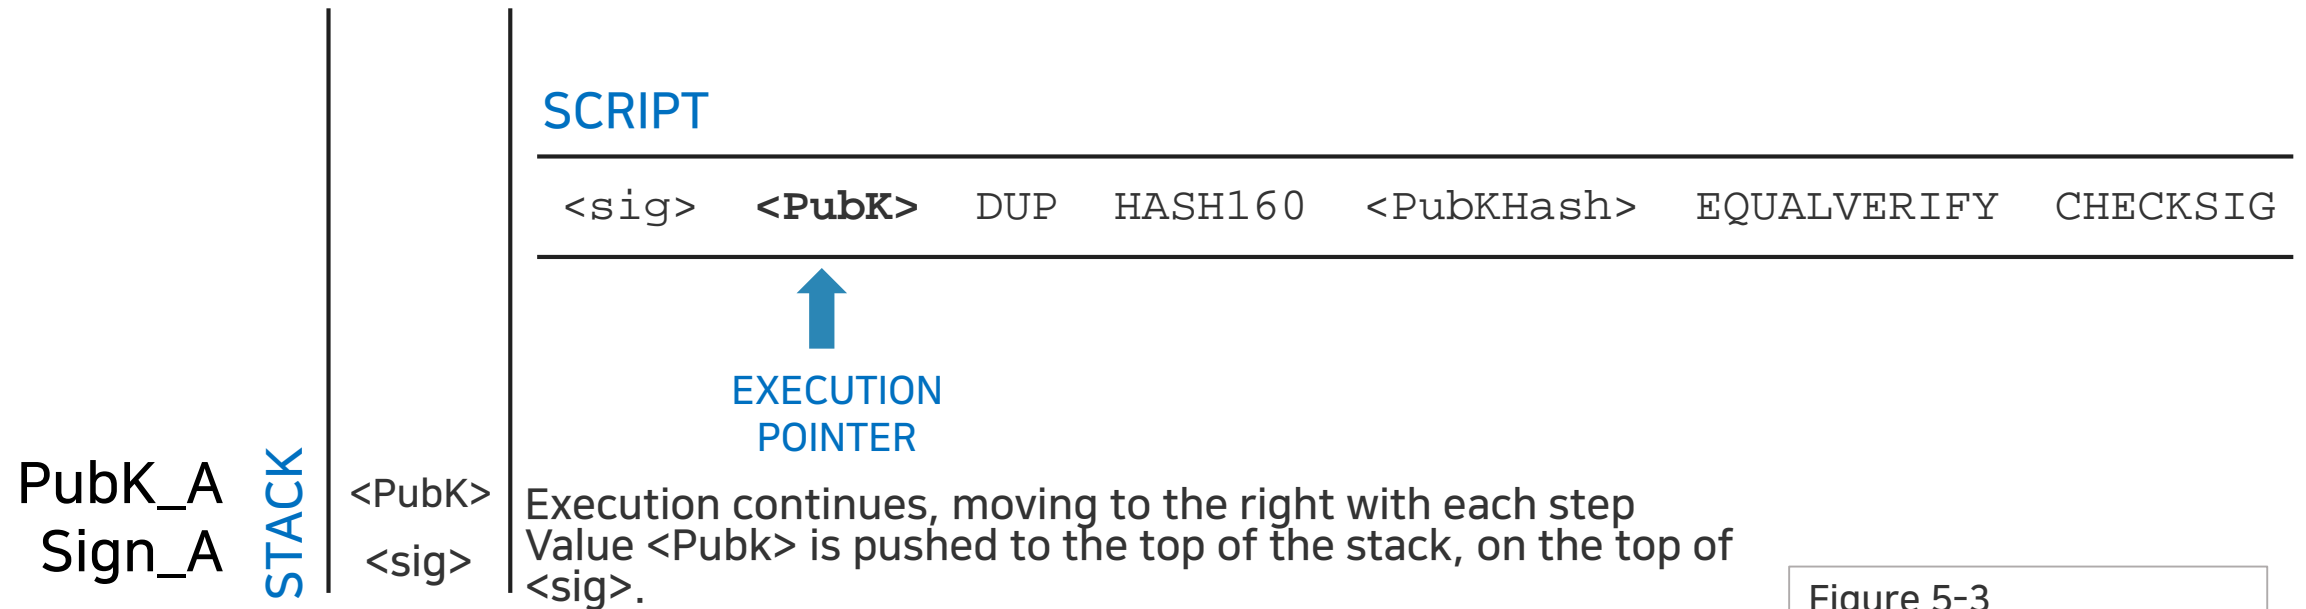 SCRIPT
<sig> <PubK> DUP HASH160 <PubKHash> EQUALVERIFY CHECKSIG
EXECUTION
POINTER
PubK_A
Sign_A
STACK
<PubK>
<sig>
Execution continues, moving to the right with each step
Value <Pubk> is pushed to the top of the stack, on the top of
<sig>.
Figure 5-3